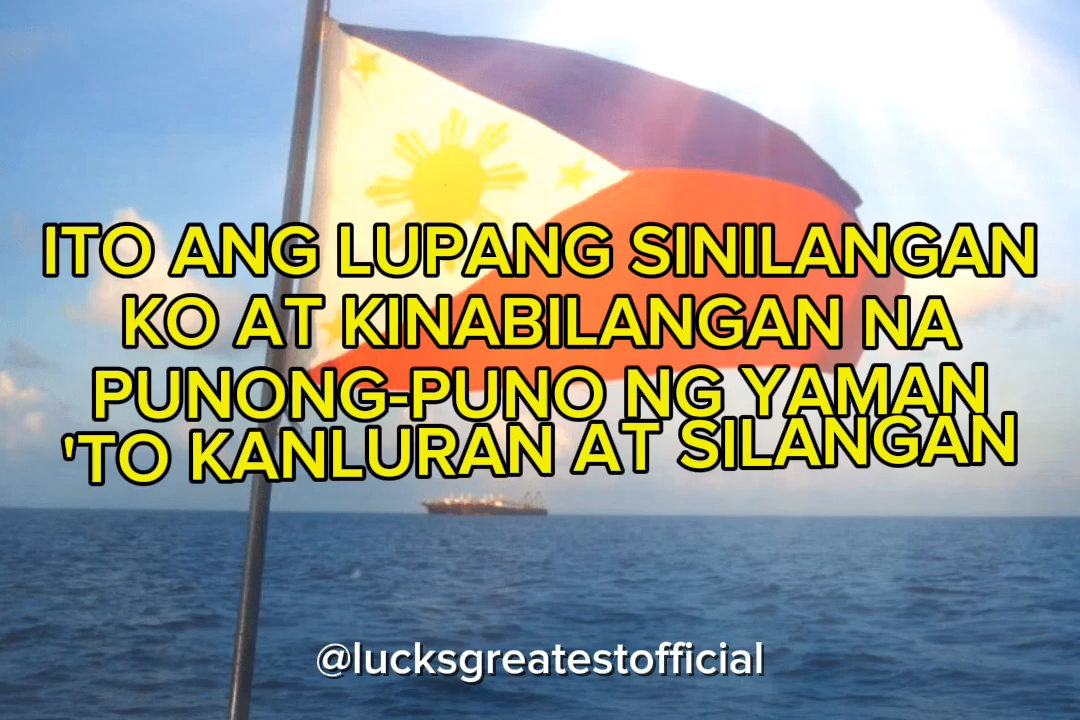 ITO ANG LUPANG SINILANGAN
KO AT KINABILANGAN NA
PUNONG-PUNO NG YAMAN
'TO KANLURAN AT SILANGAN
@lucksgreatestofficial